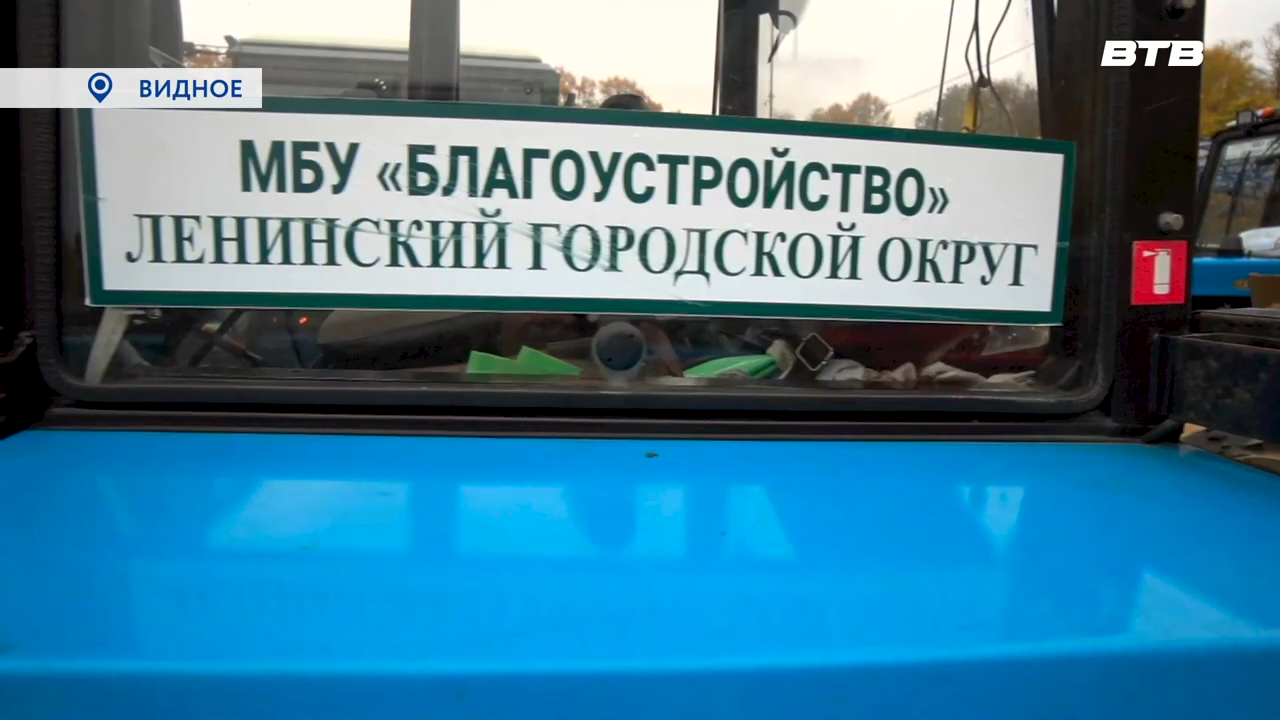 ВИДНОЕ
ВТВ
МБУ «БЛАГОУСТРОЙСТВО»
ЛЕНИНСКИЙ ГОРОДСКОЙ ОКРУГ